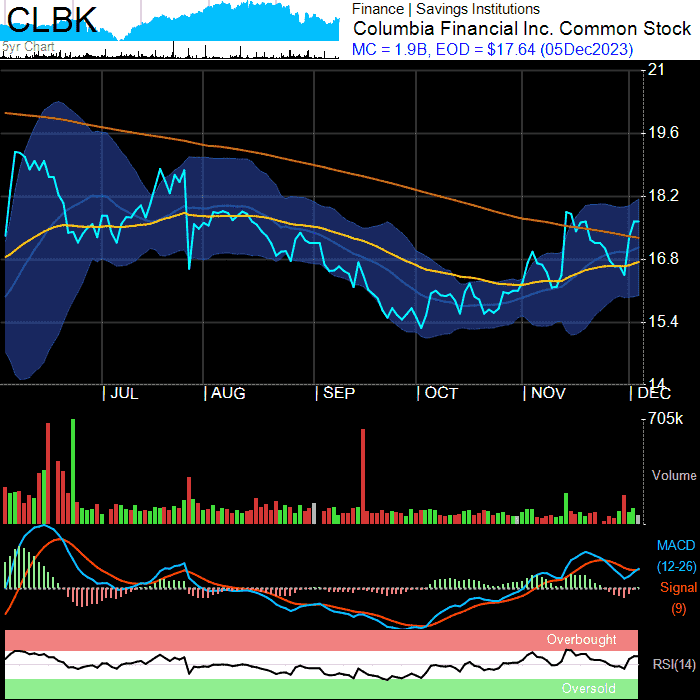 CLBK
5yr Chart
Finance | Savings Institutions
Columbia Financial Inc. Common Stock
MC = 1.9B, EOD = $17.64 (05Dec2023)
21
19.6
18.2
16.8
15.4
14
JUL AUG SEP OCT NOV DEC
705k
Volume
MACD
(12-26)
Signal
(9)
Overbought
RSI(14)
Oversold